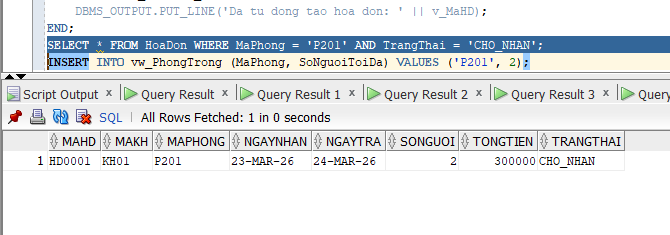 DBMS_OUTPUT.PUT_LINE('Da tu dong tao hoa don: ' || v_MaHD);
END;
SELECT * FROM HoaDon WHERE MaPhong = 'P201' AND TrangThai = 'CHO_NHAN';
INSERT INTO vw_PhongTrong (MaPhong, SoNguoiToiDa) VALUES ('P201', 2);
Script Output x Query Result x Query Result 1 x Query Result 2 x Query Result 3 x Query
SQL | All Rows Fetched: 1 in 0 seconds
MAHD MAKH MAPHONG NGAYNHAN NGAYTRA SONGUOI TONGTIEN TRANGTHAI
1 HD0001 KH01 P201 23-MAR-26 24-MAR-26 2 300000 CHO_NHAN